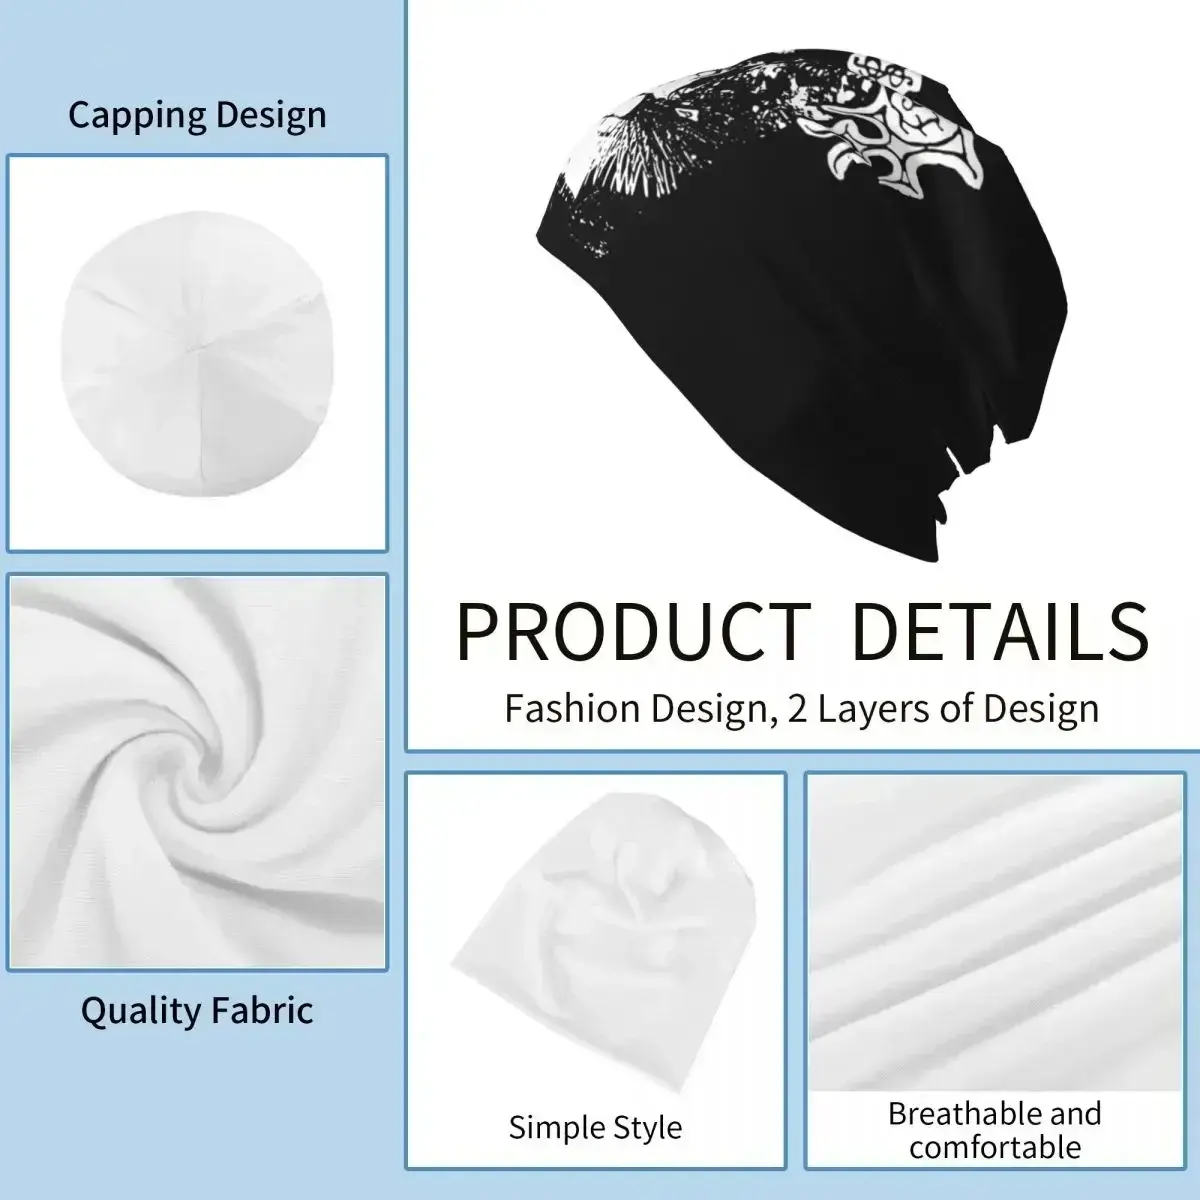 Capping Design
PRODUCT DETAILS
Fashion Design, 2 Layers of Design
Quality Fabric
Simple Style
Breathable and
comfortable